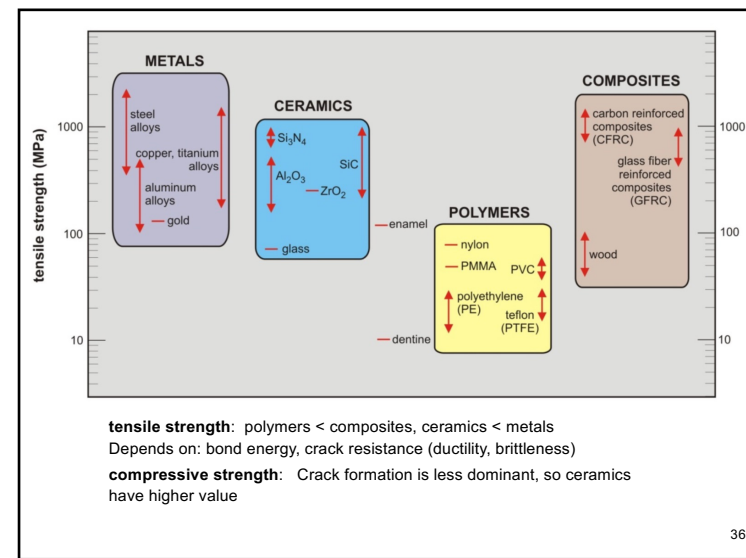 METALS
CERAMICS
POLYMERS
COMPOSITES
tensile strength (MPa)
1000
100
10
steel
alloys
copper, titanium
alloys
aluminum
alloys
gold
Si₃N₄
Al₂O₃
SiC
ZrO₂
glass
enamel
dentine
nylon
PMMA
PVC
polyethylene
(PE)
teflon
(PTFE)
carbon reinforced
composites
(CFRC)
glass fiber
reinforced
composites
(GFRC)
wood
1000
100
10
tensile strength: polymers < composites, ceramics < metals
Depends on: bond energy, crack resistance (ductility, brittleness)
compressive strength: Crack formation is less dominant, so ceramics
have higher value
36